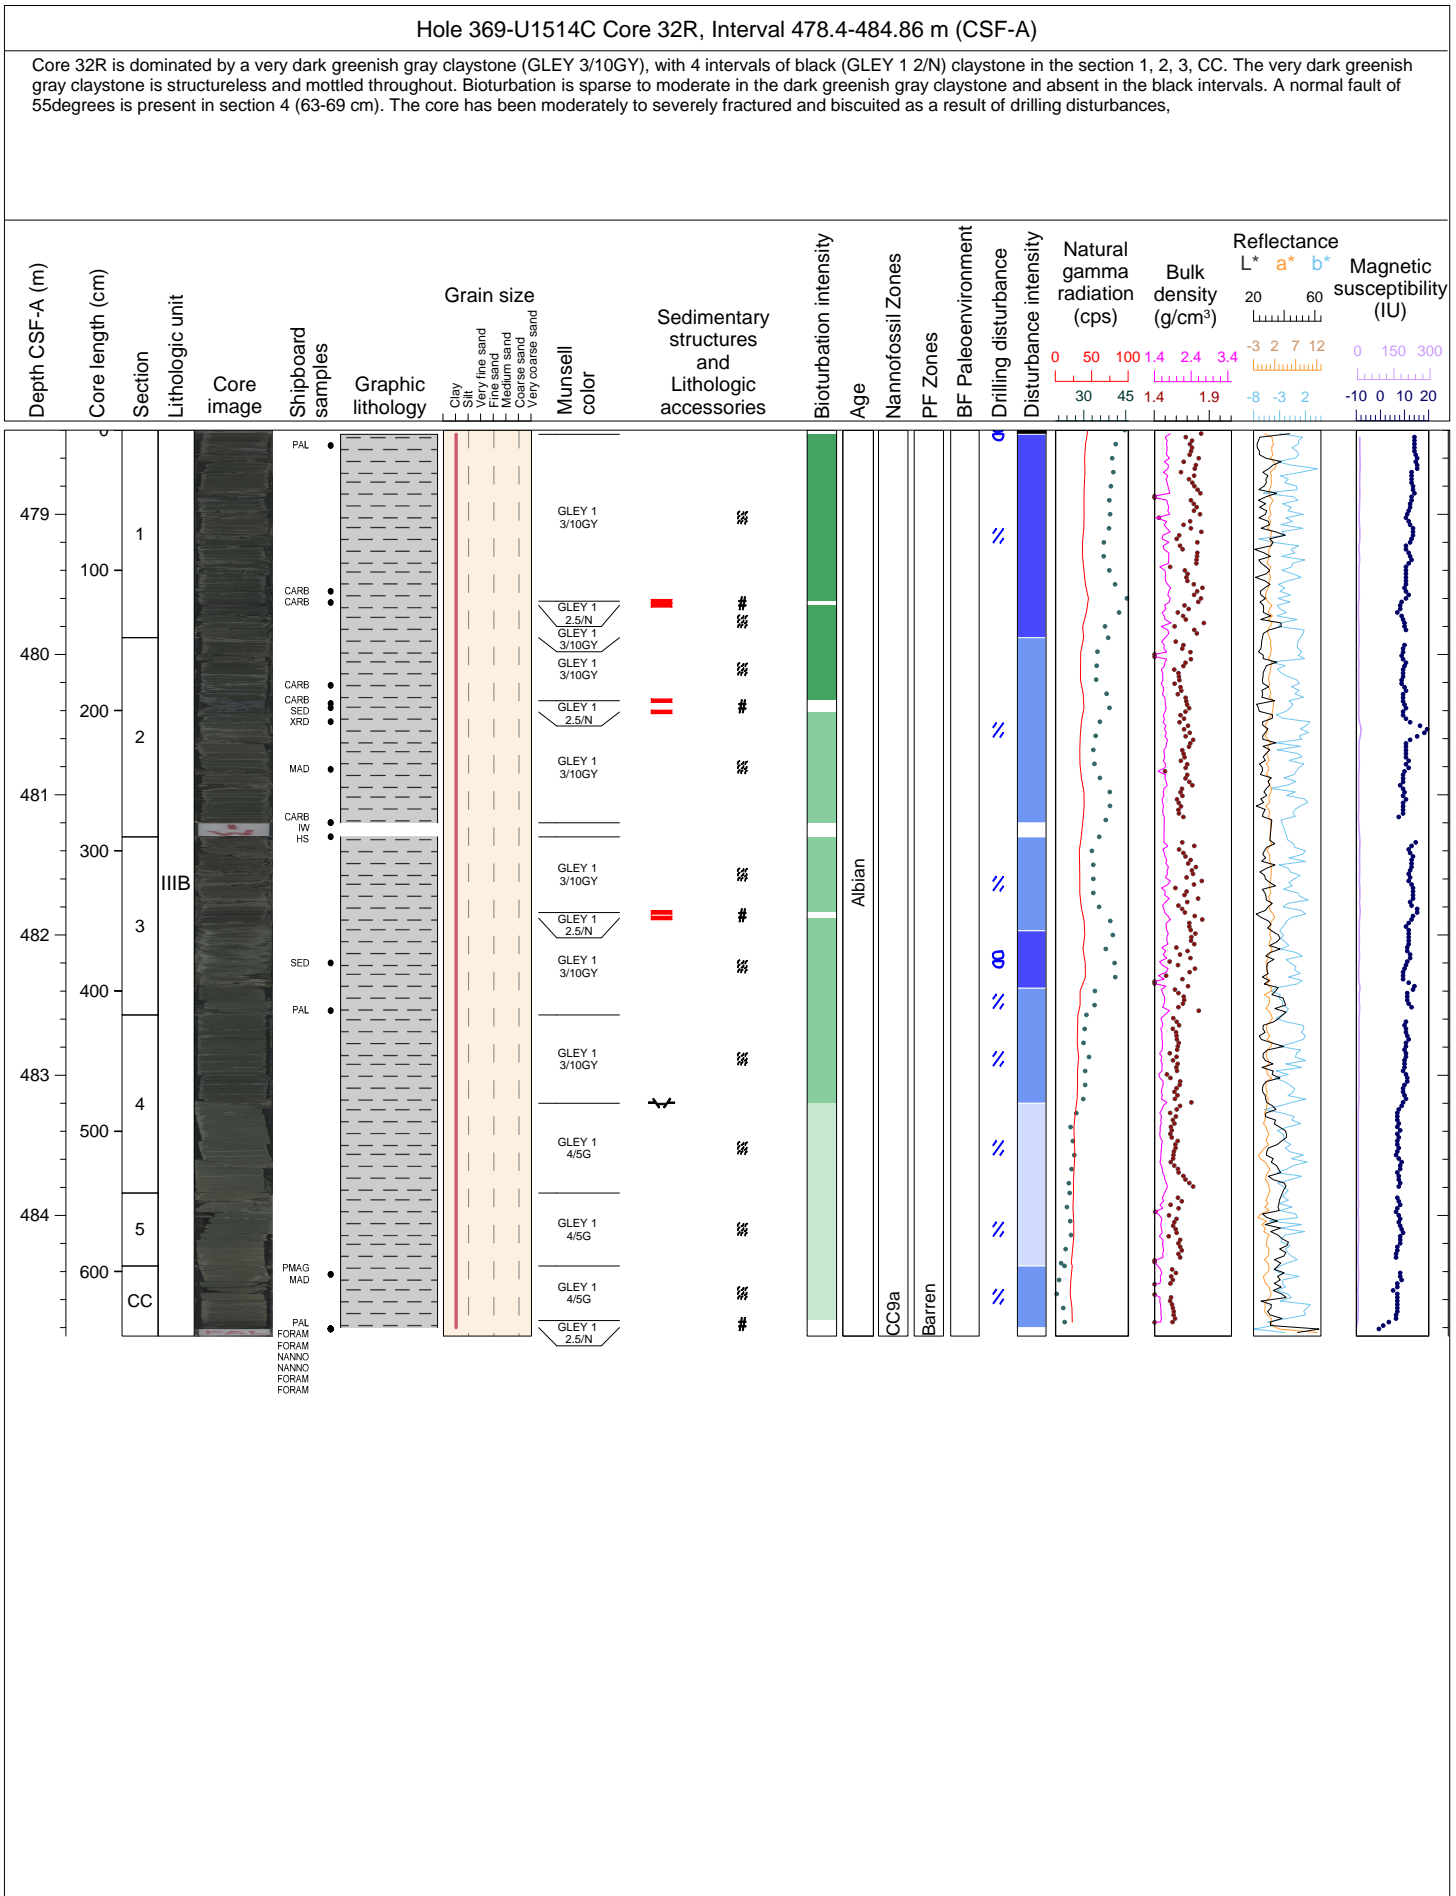 Hole 369-U1514C Core 32R, Interval 478.4-484.86 m (CSF-A)
Core 32R is dominated by a very dark greenish gray claystone (GLEY 3/10GY), with 4 intervals of black (GLEY 1 2/N) claystone in the section 1, 2, 3, CC. The very dark greenish
gray claystone is structureless and mottled throughout. Bioturbation is sparse to moderate in the dark greenish gray claystone and absent in the black intervals. A normal fault of
55degrees is present in section 4 (63-69 cm). The core has been moderately to severely fractured and biscuited as a result of drilling disturbances,
Depth CSF-A (m)
Core length (cm)
Section
Lithologic unit
Core
image
Shipboard
samples
Graphic
lithology
Grain size
Clay
Silt
Very fine sand
Fine sand
Medium sand
Coarse sand
Very coarse sand
Munsell
color
Sedimentary
structures
and
Lithologic
accessories
Bioturbation intensity
Age
Nannofossil Zones
PF Zones
BF Paleoenvironment
Drilling disturbance
Disturbance intensity
Natural
gamma
radiation
(cps)
0 50 100
30 45
Bulk
density
(g/cm³)
1.4 2.4 3.4
1.4 1.9
Reflectance
L* a* b*
20 60
-3 2 7 12
-8 -3 2
Magnetic
susceptibility
(IU)
0 150 300
-10 0 10 20
479
480
481
482
483
484
0
100
200
300
400
500
600
1
2
3
4
5
CC
IIIB
PAL
CARB
CARB
CARB
CARB
SED
XRD
MAD
CARB
IW
HS
SED
PAL
PMAG
MAD
PAL
FORAM
FORAM
NANNO
NANNO
FORAM
FORAM
GLEY 1
3/10GY
GLEY 1
2.5/N
GLEY 1
3/10GY
GLEY 1
3/10GY
GLEY 1
2.5/N
GLEY 1
3/10GY
GLEY 1
3/10GY
GLEY 1
2.5/N
GLEY 1
3/10GY
GLEY 1
3/10GY
GLEY 1
4/5G
GLEY 1
4/5G
GLEY 1
4/5G
GLEY 1
2.5/N
Albian
CC9a
Barren